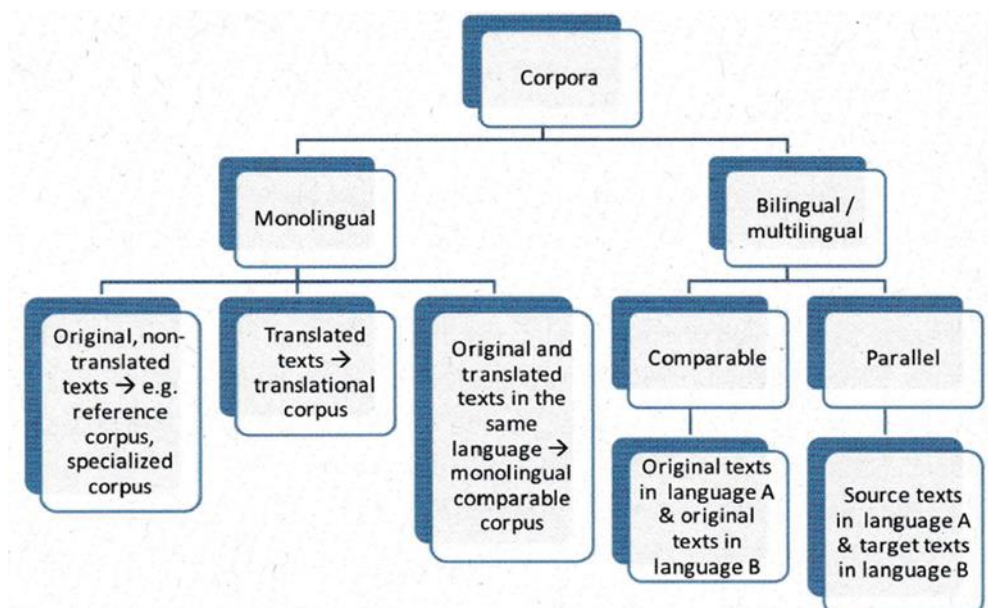 Corpora
Monolingual
Bilingual /
multilingual
Original, non-
translated
texts → e.g.
reference
corpus,
specialized
corpus
Translated
texts →
translational
corpus
Original and
translated
texts in the
same
language →
monolingual
comparable
corpus
Comparable
Parallel
Original texts
in language A
& original
texts in
language B
Source texts
in language A
& target texts
in language B